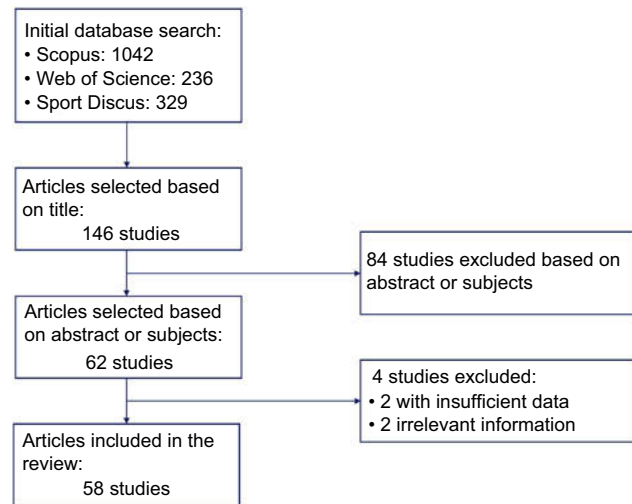 Initial database search:
• Scopus: 1042
• Web of Science: 236
• Sport Discus: 329
Articles selected based
on title:
146 studies
84 studies excluded based on
abstract or subjects
Articles selected based
on abstract or subjects:
62 studies
4 studies excluded:
• 2 with insufficient data
• 2 irrelevant information
Articles included in the
review:
58 studies